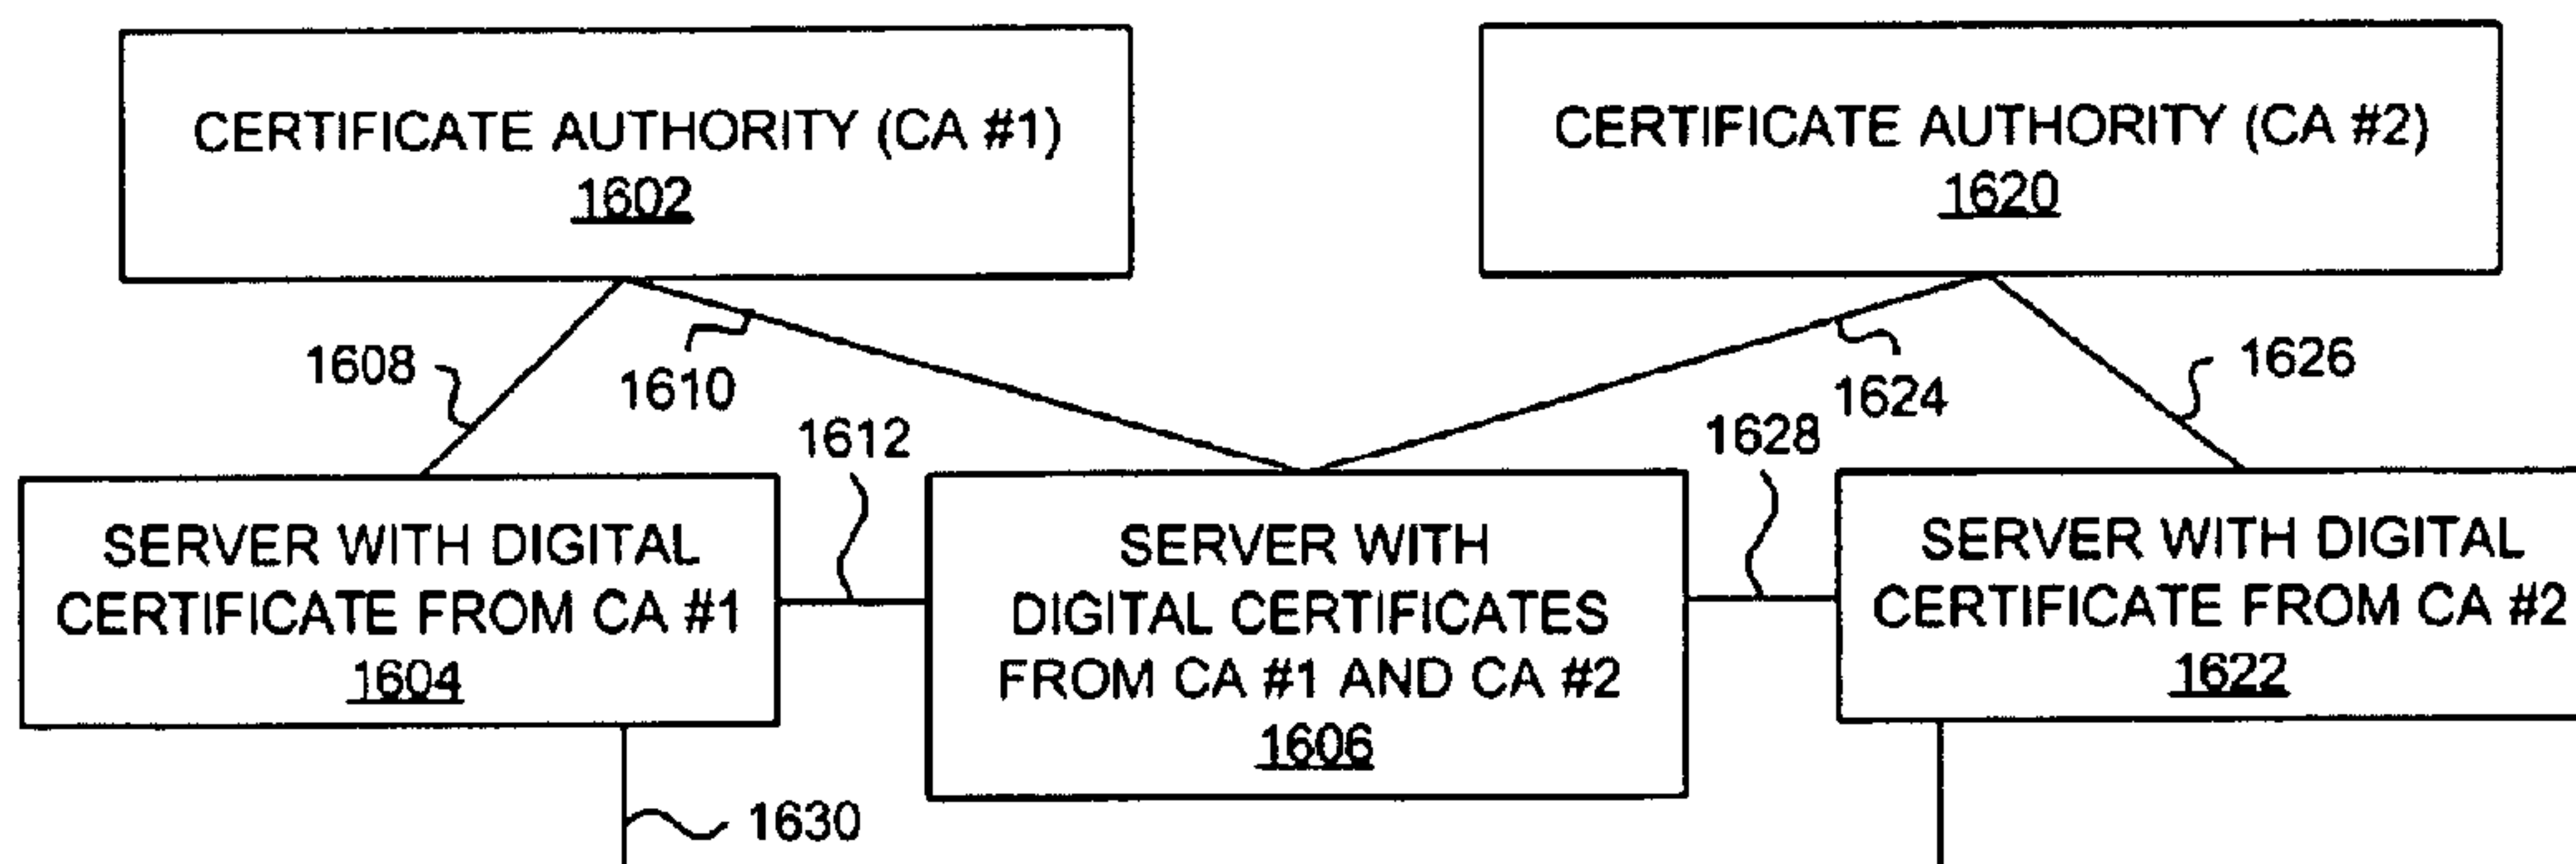 CERTIFICATE AUTHORITY (CA #1)
1602
CERTIFICATE AUTHORITY (CA #2)
1620
1608
1610
1612
1624
1628
1626
SERVER WITH DIGITAL
CERTIFICATE FROM CA #1
1604
SERVER WITH
DIGITAL CERTIFICATES
FROM CA #1 AND CA #2
1606
SERVER WITH DIGITAL
CERTIFICATE FROM CA #2
1622
1630